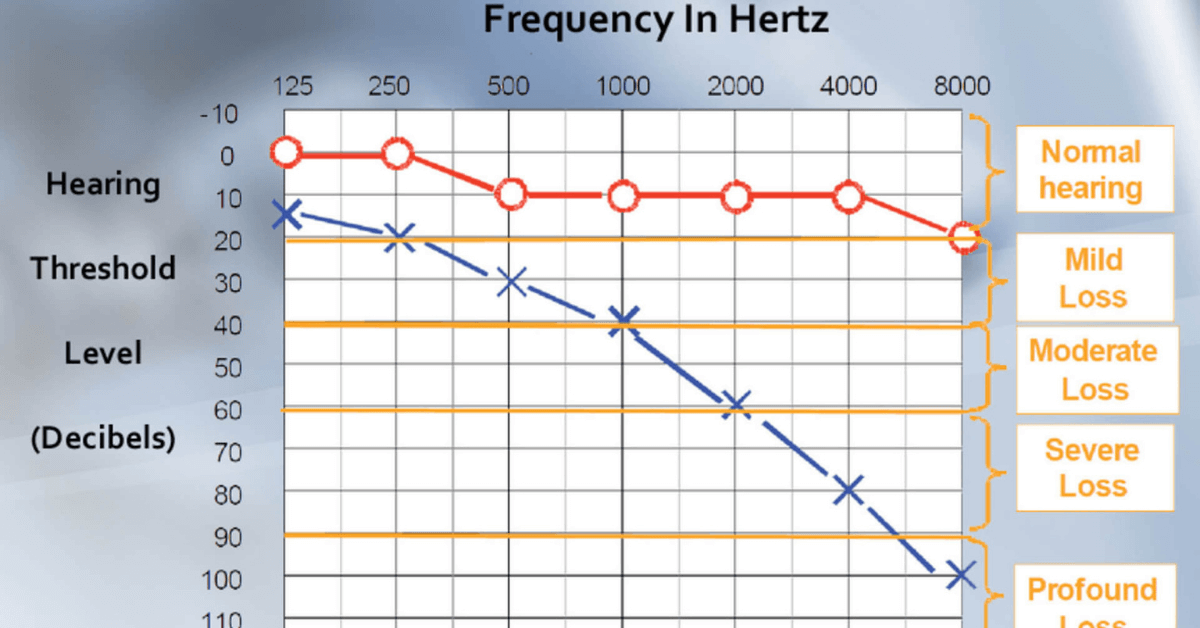 Frequency In Hertz
125 250 500 1000 2000 4000 8000
-10
0
10
20
30
40
50
60
70
80
90
100
110
Hearing
Threshold
Level
(Decibels)
Normal
hearing
Mild
Loss
Moderate
Loss
Severe
Loss
Profound
Loss